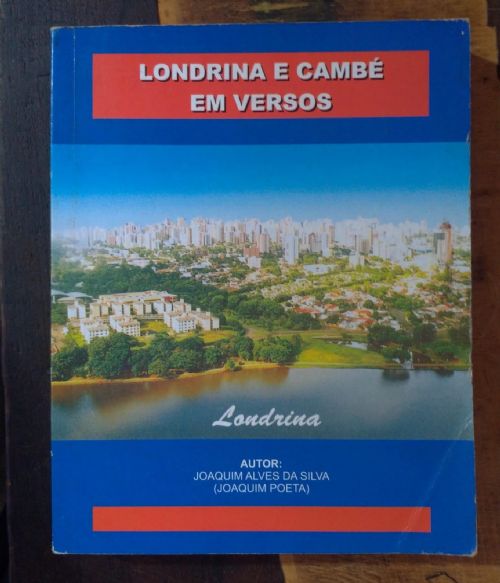 LONDRINA E CAMBÉ
EM VERSOS
Londrina
AUTOR:
JOAQUIM ALVES DA SILVA
(JOAQUIM POETA)